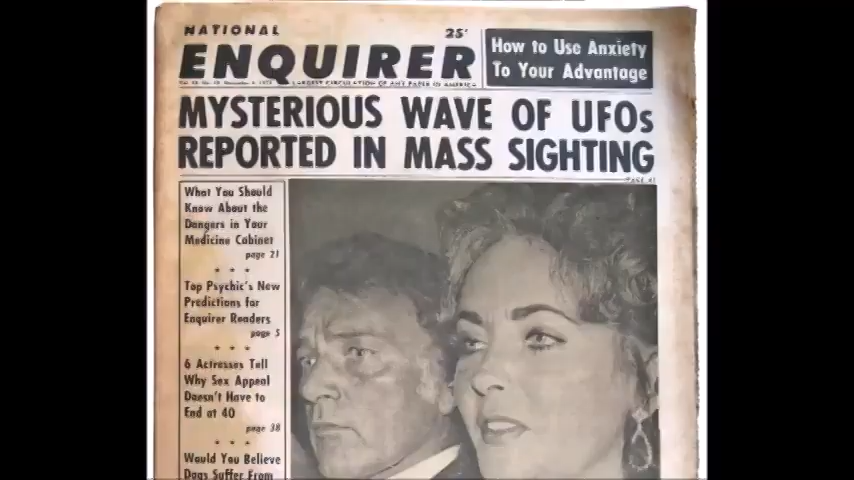 NATIONAL
25¢
ENQUIRER
LARGEST CIRCULATION OF ANY PAPER IN AMERICA
How to Use Anxiety
To Your Advantage
MYSTERIOUS WAVE OF UFOs
REPORTED IN MASS SIGHTING
What You Should
Know About the
Dangers in Your
Medicine Cabinet
page 21
* * *
Top Psychic's New
Predictions for
Enquirer Readers
page 5
* * *
6 Actresses Tell
Why Sex Appeal
Doesn't Have to
End at 40
page 38
* * *
Would You Believe
Dogs Suffer From